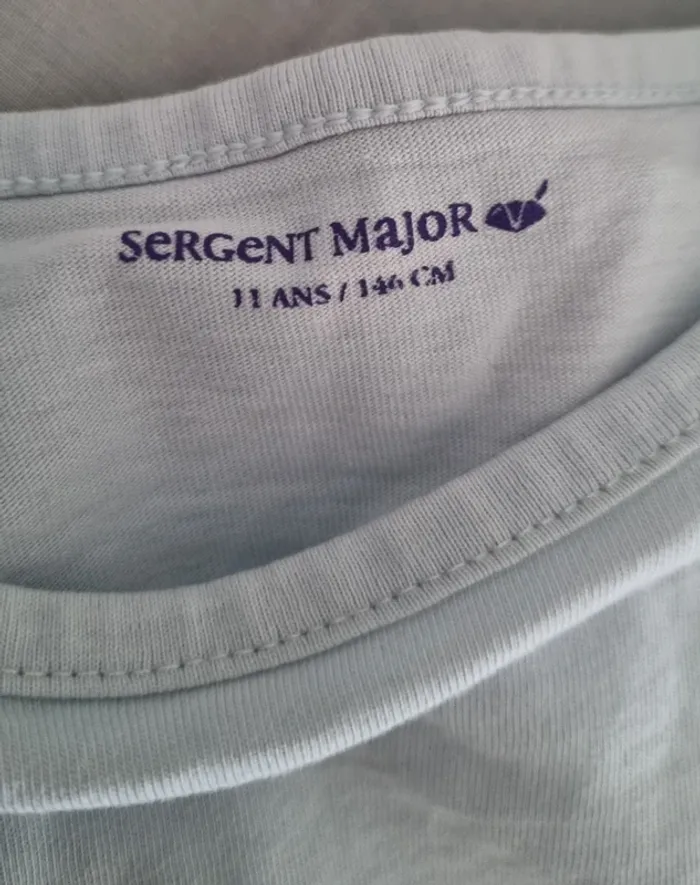 SeRGeNT MaJoR
11 ANS / 146 CM